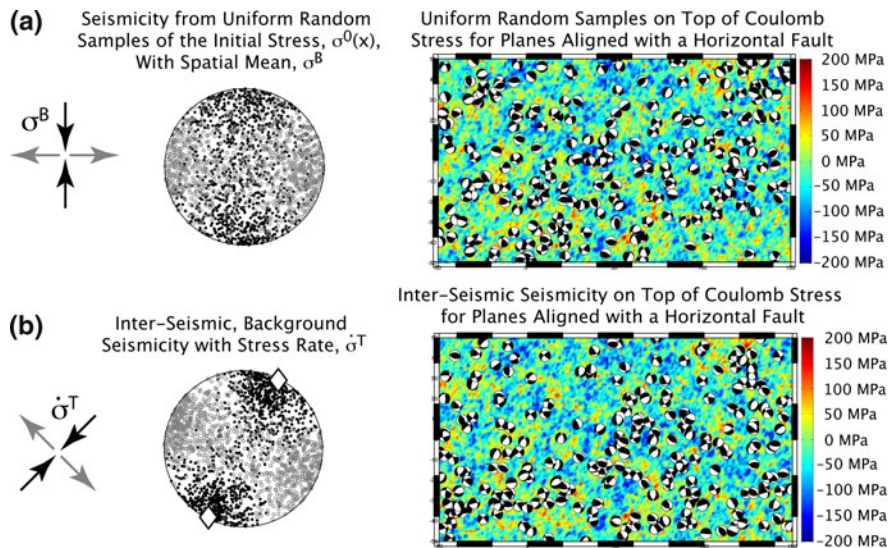 (a)
Seismicity from Uniform Random
Samples of the Initial Stress, σ⁰(x),
With Spatial Mean, σᴮ
σᴮ
Uniform Random Samples on Top of Coulomb
Stress for Planes Aligned with a Horizontal Fault
200 MPa
150 MPa
100 MPa
50 MPa
0 MPa
-50 MPa
-100 MPa
-150 MPa
-200 MPa
(b)
Inter-Seismic, Background
Seismicity with Stress Rate, σ̇ᵀ
σ̇ᵀ
Inter-Seismic Seismicity on Top of Coulomb Stress
for Planes Aligned with a Horizontal Fault
200 MPa
150 MPa
100 MPa
50 MPa
0 MPa
-50 MPa
-100 MPa
-150 MPa
-200 MPa